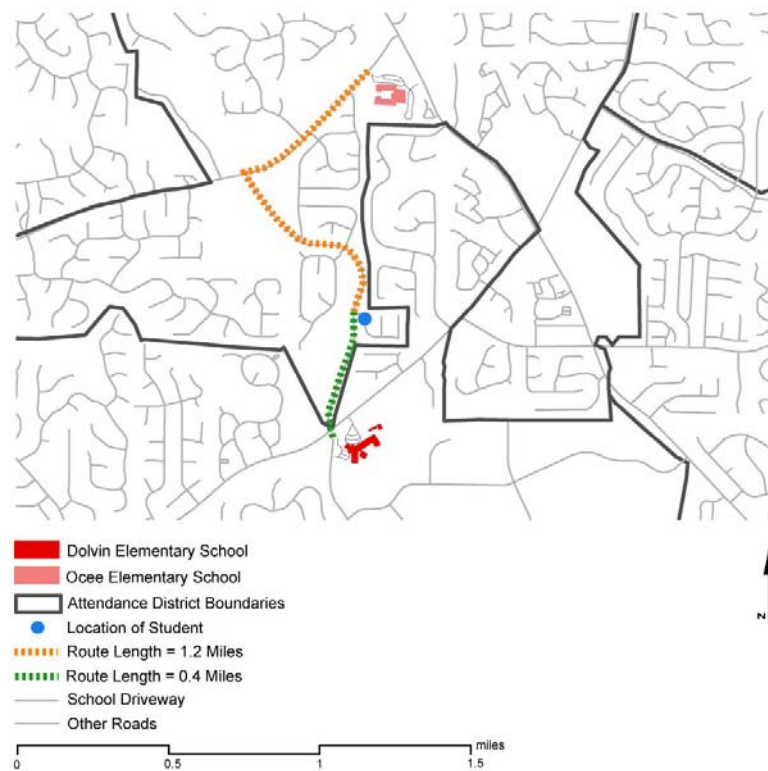 Dolvin Elementary School
Ocee Elementary School
Attendance District Boundaries
Location of Student
Route Length = 1.2 Miles
Route Length = 0.4 Miles
School Driveway
Other Roads
N
miles
0 0.5 1 1.5